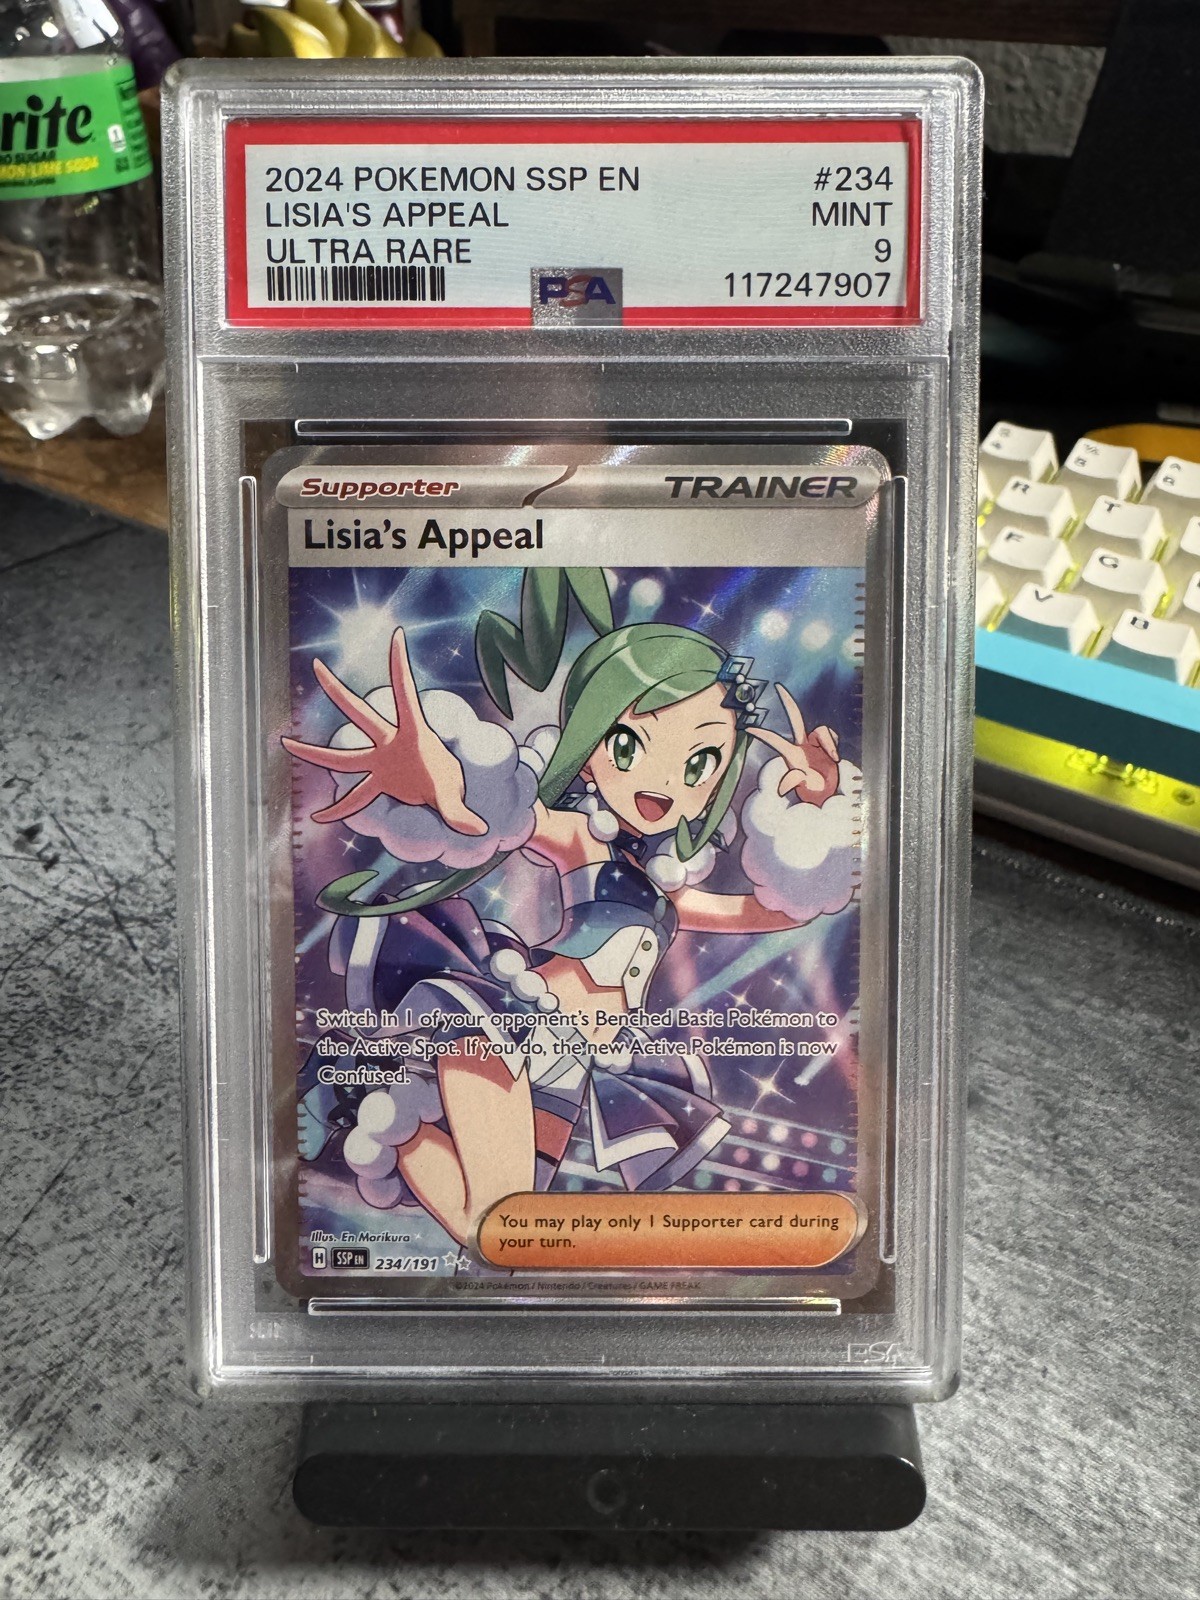 rite
2024 POKEMON SSP EN #234
LISIA'S APPEAL MINT
ULTRA RARE 9
PSA 117247907
Supporter TRAINER
Lisia's Appeal
Switch in 1 of your opponent's Benched Basic Pokémon to
the Active Spot. If you do, the new Active Pokémon is now
Confused.
You may play only 1 Supporter card during
your turn.
Illus. En Morikura
H SSP EN 234/191
©2024 Pokémon / Nintendo / Creatures / GAME FREAK
PSA
R
T
F
G
V
B